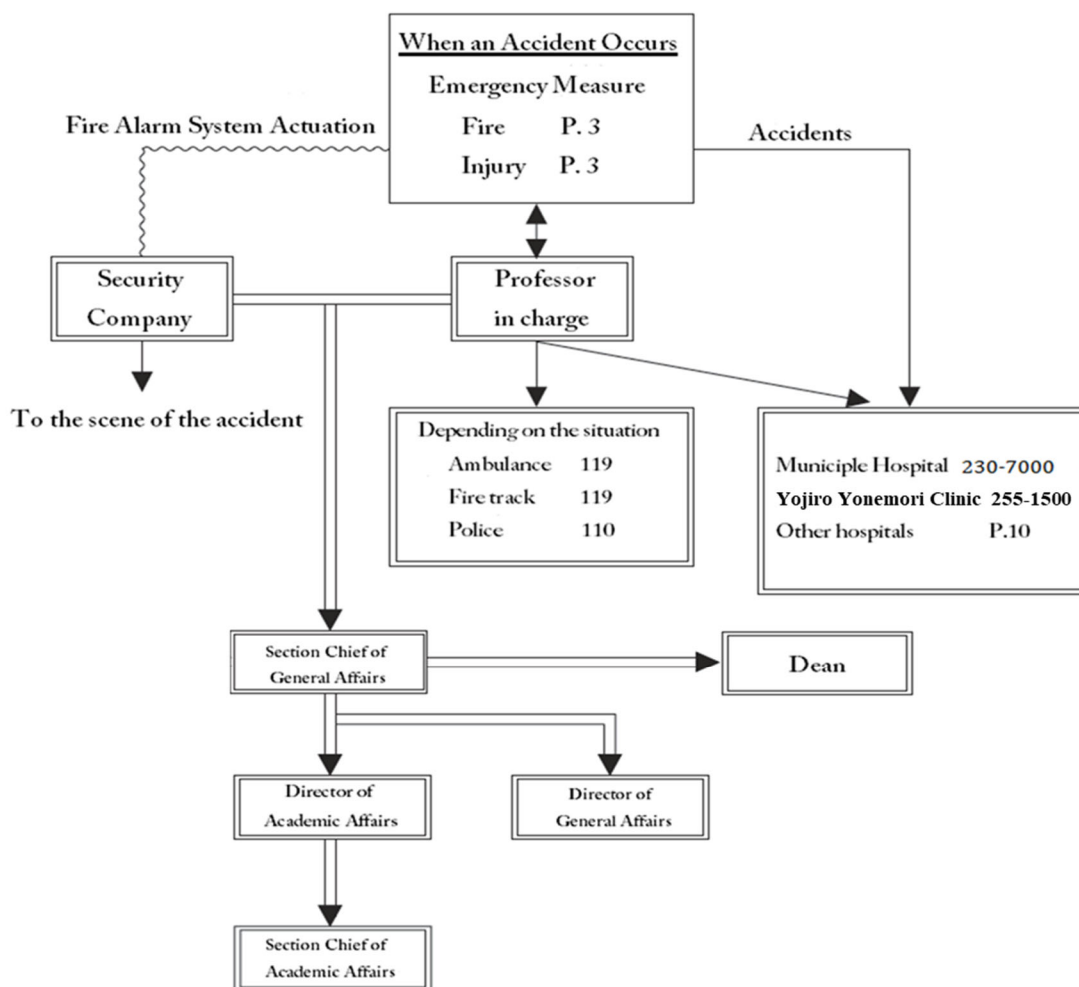 When an Accident Occurs
Emergency Measure
Fire P. 3
Injury P. 3
Fire Alarm System Actuation
Accidents
Security
Company
Professor
in charge
To the scene of the accident
Depending on the situation
Ambulance 119
Fire track 119
Police 110
Municiple Hospital 230-7000
Yojiro Yonemori Clinic 255-1500
Other hospitals P.10
Section Chief of
General Affairs
Dean
Director of
Academic Affairs
Director of
General Affairs
Section Chief of
Academic Affairs